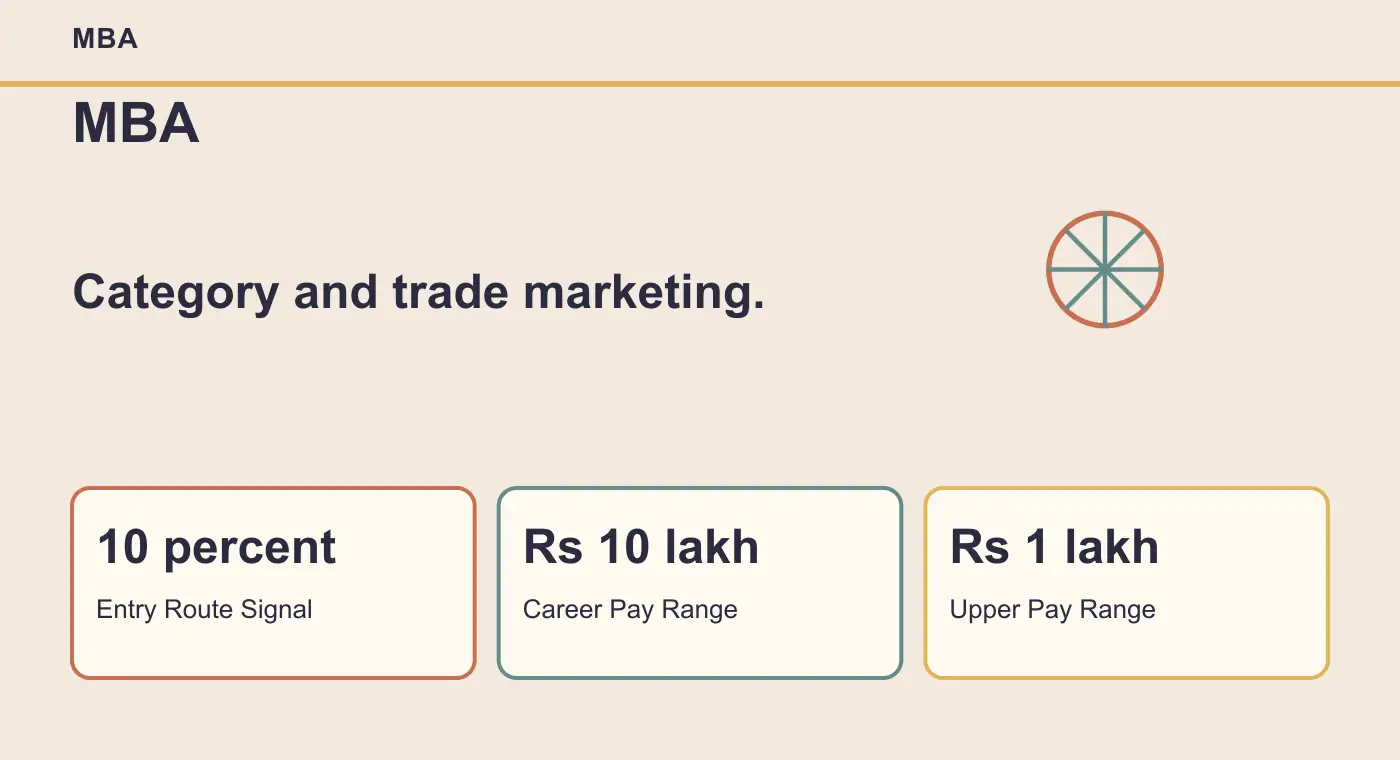 MBA
MBA
Category and trade marketing.
10 percent
Entry Route Signal
Rs 10 lakh
Career Pay Range
Rs 1 lakh
Upper Pay Range